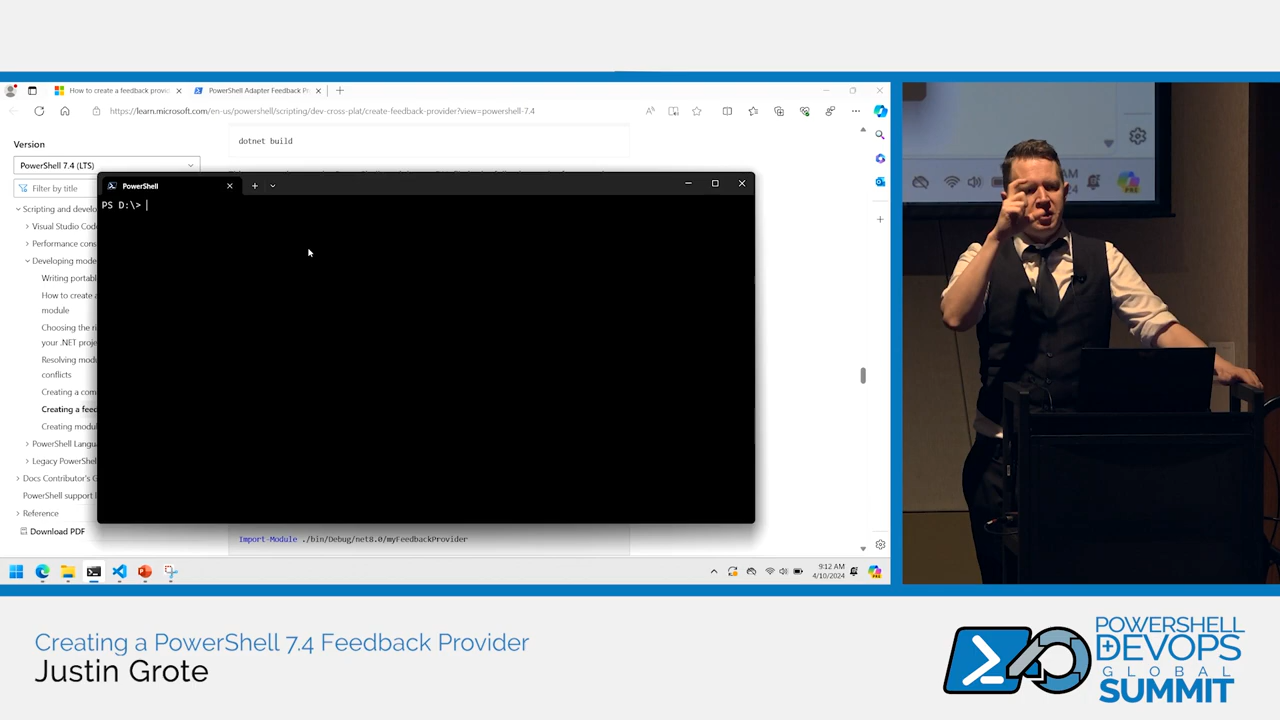 How to create a feedback provi
PowerShell Adapter Feedback P
https://learn.microsoft.com/en-us/powershell/scripting/dev-cross-plat/create-feedback-provider?view=powershell-7.4
Version
PowerShell 7.4 (LTS)
Filter by title
Scripting and develo
Visual Studio Cod
Performance cons
Developing mode
Writing portabl
How to create a
module
Choosing the ri
your .NET proje
Resolving modu
conflicts
Creating a com
Creating a feed
Creating modul
PowerShell Langu
Legacy PowerShel
Docs Contributor's G
PowerShell support l
Reference
Download PDF
dotnet build
PowerShell
PS D:\>
Import-Module ./bin/Debug/net8.0/myFeedbackProvider
9:12 AM
4/10/2024
AM
24
Creating a PowerShell 7.4 Feedback Provider
Justin Grote
POWERSHELL
DEVOPS
GLOBAL
SUMMIT